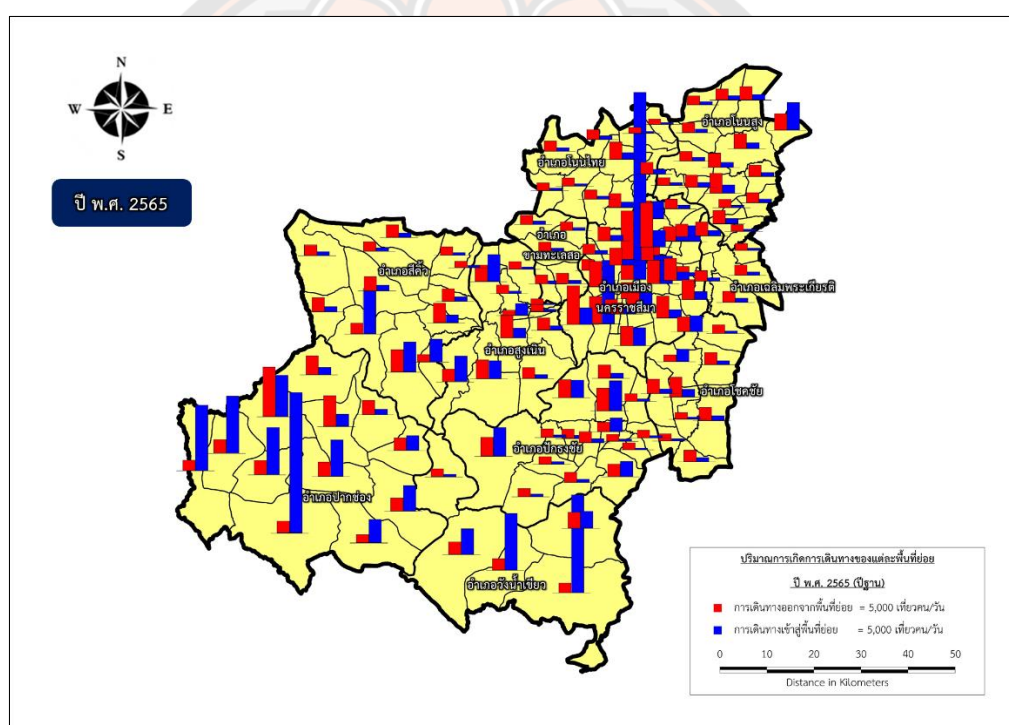 N
W E
S
ปี พ.ศ. 2565
อำเภอโนนสูง
อำเภอโนนไทย
อำเภอ
ขามทะเลสอ
อำเภอสีคิ้ว
อำเภอเมือง
นครราชสีมา
อำเภอเฉลิมพระเกียรติ
อำเภอสูงเนิน
อำเภอโชคชัย
อำเภอปักธงชัย
อำเภอปากช่อง
อำเภอวังน้ำเขียว
ปริมาณการเกิดการเดินทางของแต่ละพื้นที่ย่อย
ปี พ.ศ. 2565 (ปีฐาน)
การเดินทางออกจากพื้นที่ย่อย = 5,000 เที่ยวคน/วัน
การเดินทางเข้าสู่พื้นที่ย่อย = 5,000 เที่ยวคน/วัน
0 10 20 30 40 50
Distance in Kilometers